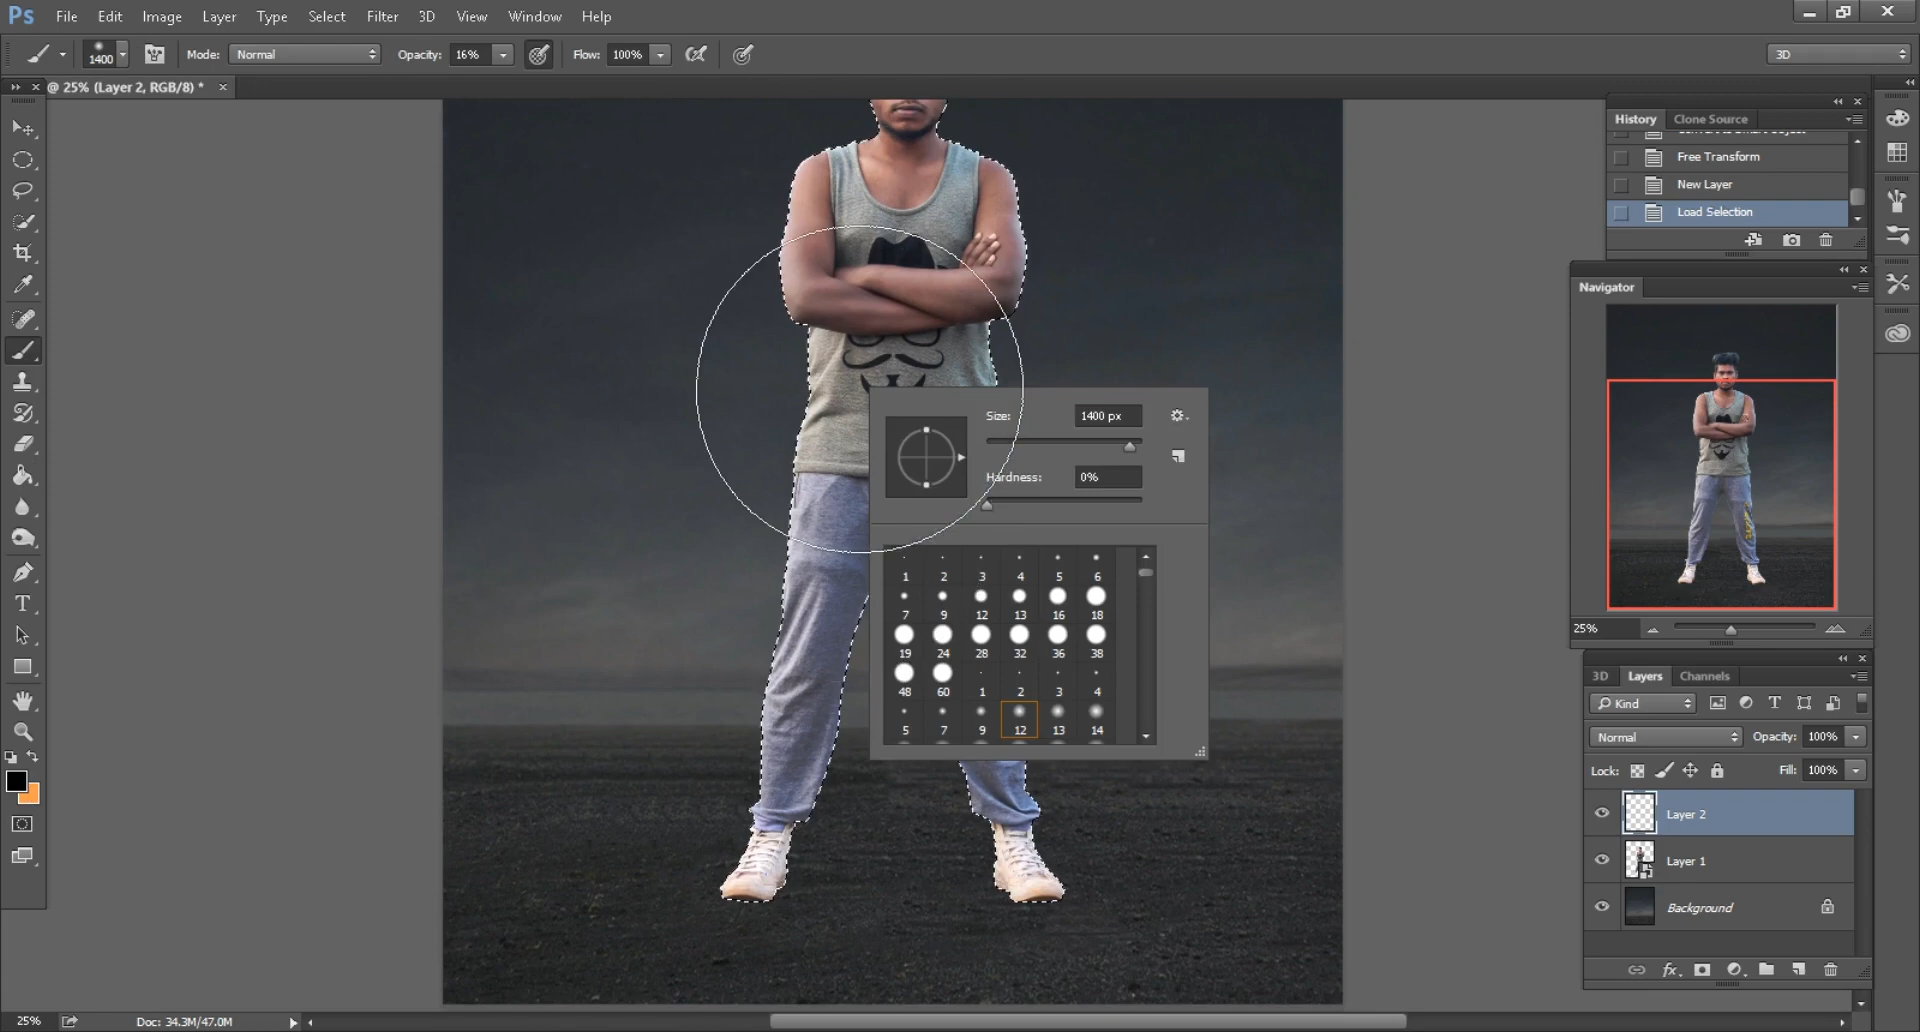 Ps File Edit Image Layer Type Select Filter 3D View Window Help
1400 Mode: Normal Opacity: 16% Flow: 100% 3D
@ 25% (Layer 2, RGB/8) * ×
History Clone Source
Free Transform
New Layer
Load Selection
Navigator
25%
Size: 1400 px
Hardness: 0%
1 2 3 4 5 6
7 9 12 13 16 18
19 24 28 32 36 38
48 60 1 2 3 4
5 7 9 12 13 14
3D Layers Channels
Kind
Normal Opacity: 100%
Lock: Fill: 100%
Layer 2
Layer 1
Background
25% Doc: 34.3M/47.0M